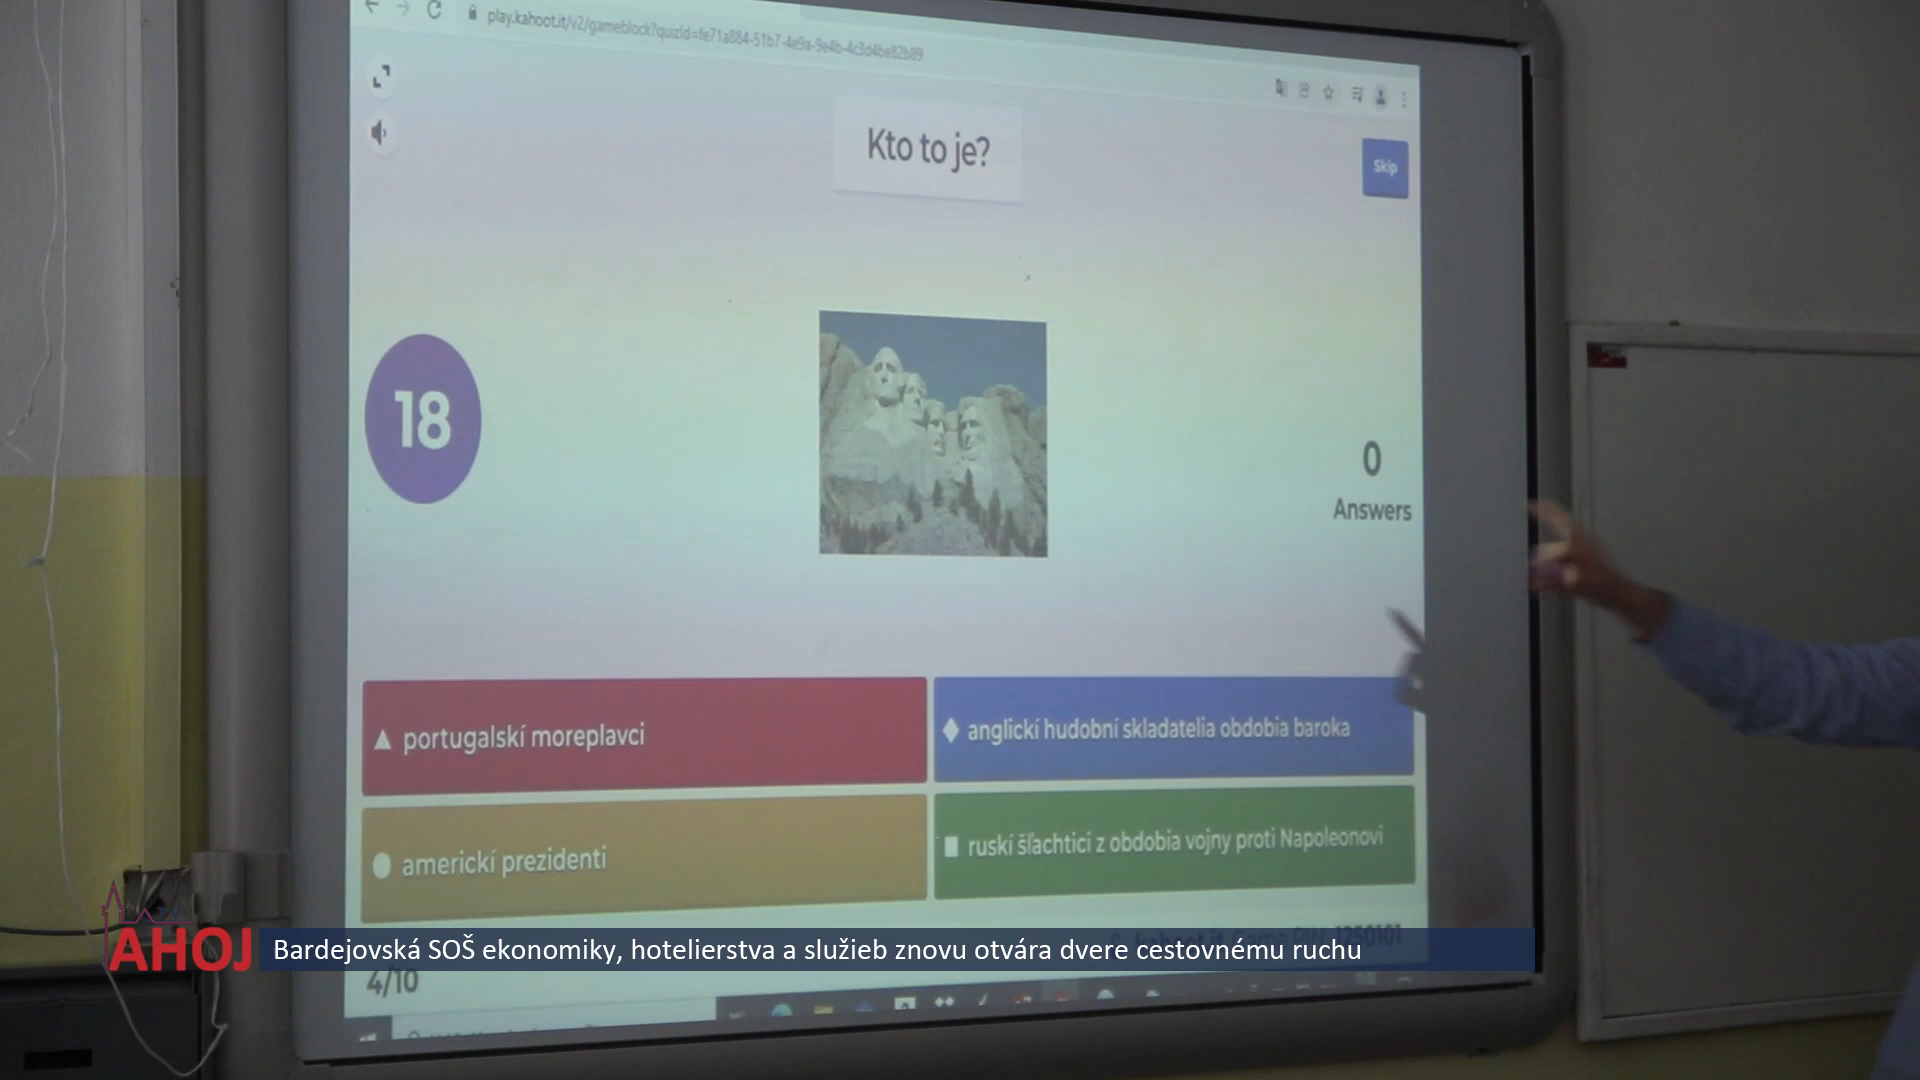 play.kahoot.it/v2/gameblock?quizId=fe71a884-51b7-4e9a-9e4b-4c3d4be82b89
Kto to je?
Skip
18
0
Answers
portugalskí moreplavci
anglickí hudobní skladatelia obdobia baroka
americkí prezidenti
ruskí šľachtici z obdobia vojny proti Napoleonovi
AHOJ
Bardejovská SOŠ ekonomiky, hotelierstva a služieb znovu otvára dvere cestovnému ruchu
4/10